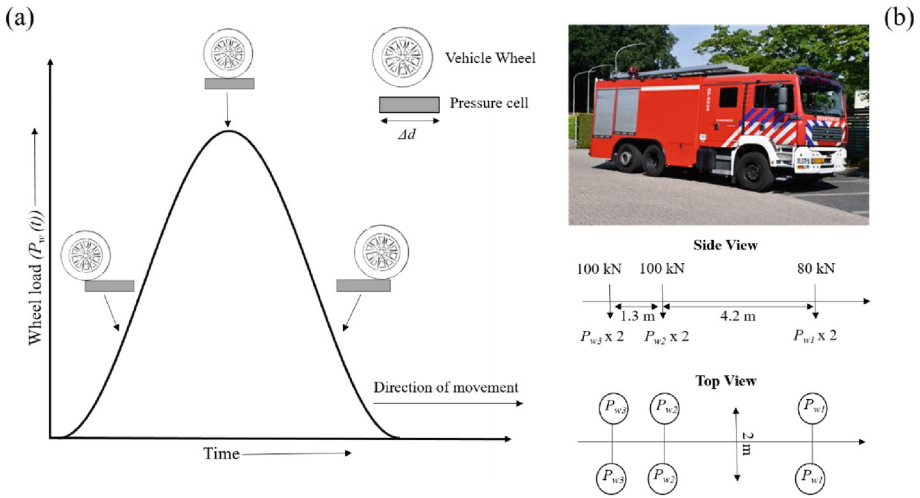 (a)
Vehicle Wheel
Pressure cell
Δd
Wheel load (Pw (t))
Direction of movement
Time
(b)
Side View
100 kN 100 kN 80 kN
1.3 m 4.2 m
Pw3 x 2 Pw2 x 2 Pw1 x 2
Top View
Pw3 Pw2 Pw1
2 m
Pw3 Pw2 Pw1